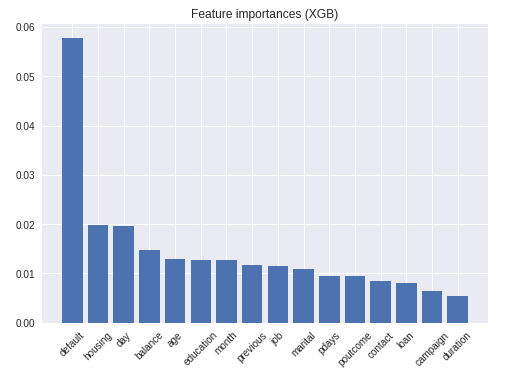 Feature importances (XGB)
0.06
0.05
0.04
0.03
0.02
0.01
0.00
default
housing
day
balance
age
education
month
previous
job
marital
pdays
poutcome
contact
loan
campaign
duration